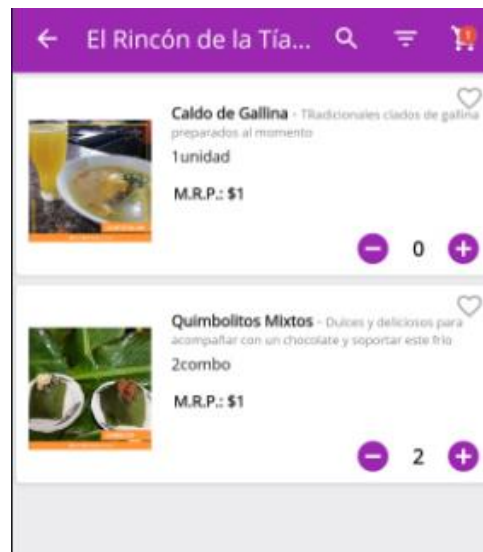 El Rincón de la Tía...
1
Caldo de Gallina - TRadicionales clados de gallina
preparados al momento
1unidad
M.R.P.: $1
0
Quimbolitos Mixtos - Dulces y deliciosos para
acompañar con un chocolate y soportar este frio
2combo
M.R.P.: $1
2